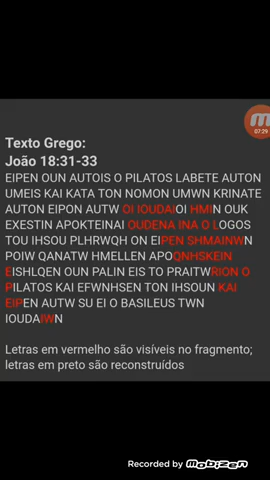 07:29
Texto Grego:
João 18:31-33
EIPEN OUN AUTOIS O PILATOS LABETE AUTON
UMEIS KAI KATA TON NOMON UMWN KRINATE
AUTON EIPON AUTW OI IOUDAIOI HMIN OUK
EXESTIN APOKTEINAI OUDENA INA O LOGOS
TOU IHSOU PLHRWQH ON EIPEN SHMAINWN
POIW QANATW HMELLEN APOQNHSKEIN
EISHLQEN OUN PALIN EIS TO PRAITWRION O
PILATOS KAI EFWNHSEN TON IHSOUN KAI
EIPEN AUTW SU EI O BASILEUS TWN
IOUDAIWN
Letras em vermelho são visíveis no fragmento;
letras em preto são reconstruídos
Recorded by mobizen